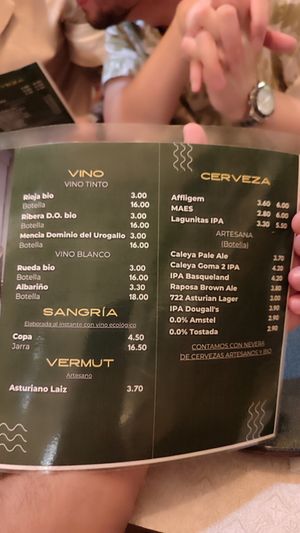 VINO
VINO TINTO
Rioja bio 3.00
Botella 16.00
Ribera D.O. bio 3.00
Botella 16.00
Mencia Dominio del Urogallo 3.00
Botella 16.00
VINO BLANCO
Rueda bio 3.00
Botella 16.00
Albariño 3.30
Botella 18.00
SANGRÍA
Elaborada al instante con vino ecológico
Copa 4.50
Jarra 16.50
VERMUT
Artesano
Asturiano Laiz 3.70
CERVEZA
Affligem 3.60 6.00
MAES 2.80 6.00
Lagunitas IPA 3.30 5.50
ARTESANA
(Botella)
Caleya Pale Ale 3.70
Caleya Goma 2 IPA 4.20
IPA Basqueland 4.20
Raposa Brown Ale 3.80
722 Asturian Lager 3.00
IPA Dougall's 3.90
0.0% Amstel 2.90
0.0% Tostada 2.90
CONTAMOS CON NEVERA
DE CERVEZAS ARTESANOS Y BIO